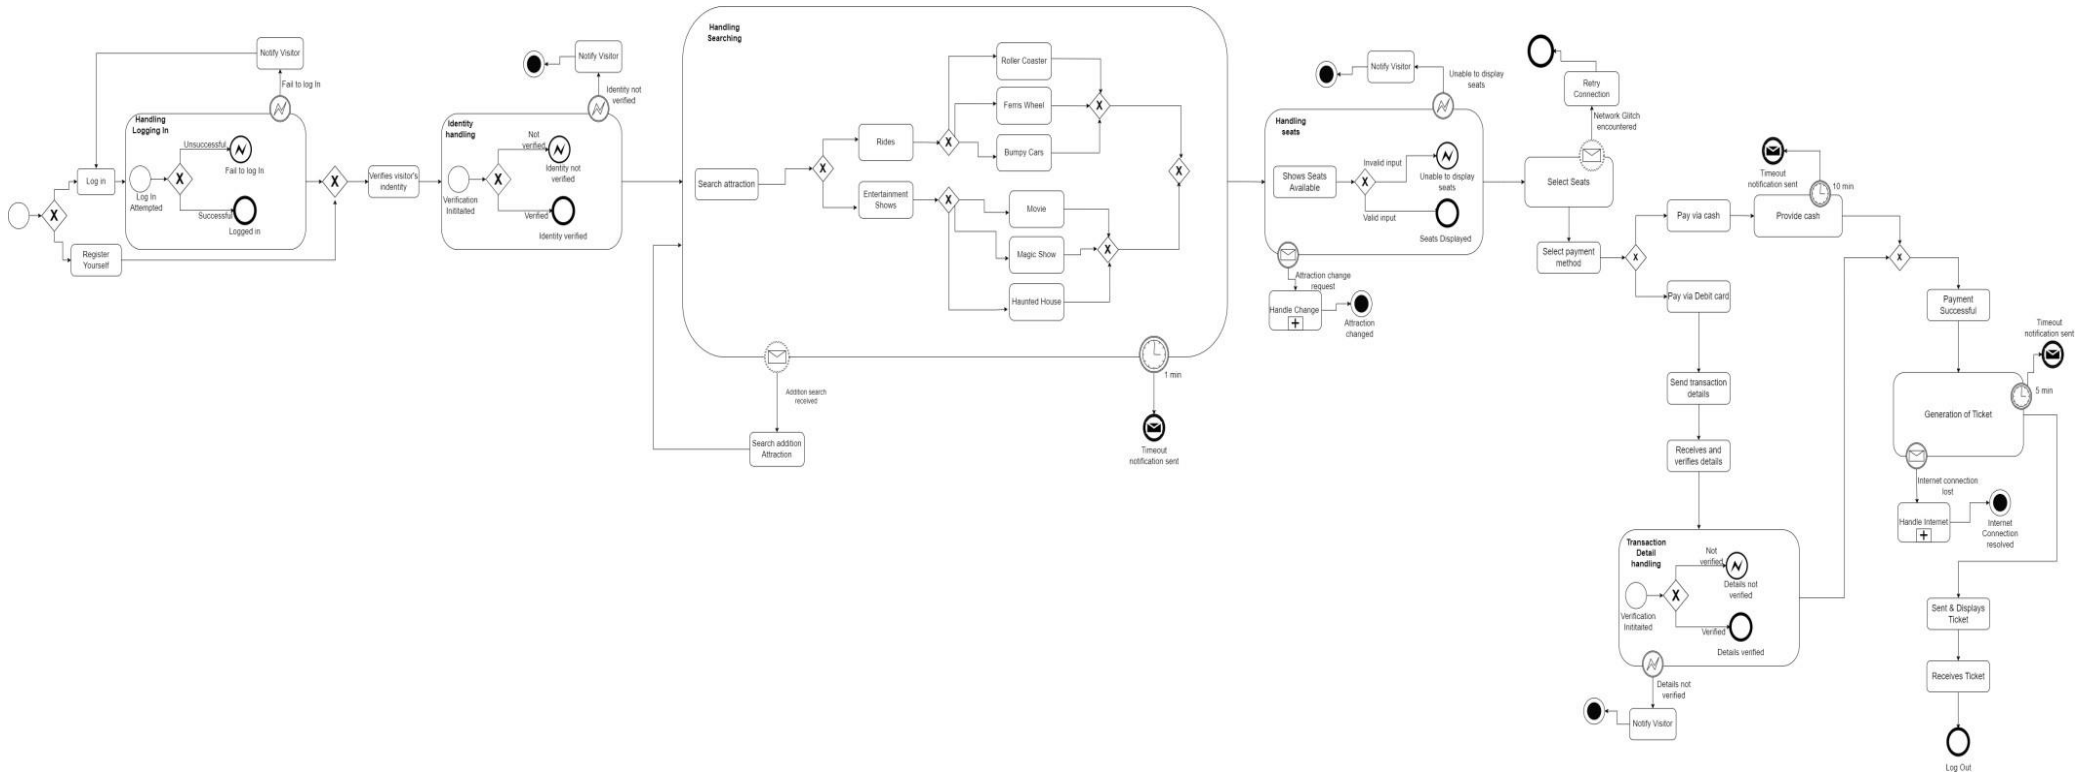 Notify Visitor
Fail to log In
Handling
Logging In
Unsuccessful
Fail to log In
Log In
Attempted
Successful
Logged in
Log in
Register
Yourself
Verifies visitor's
indentity
Notify Visitor
Identity not
verified
Identity
handling
Not
verified
Identity not
verified
Verification
Inititaited
Verified
Identity verified
Handling
Searching
Search attraction
Rides
Entertainment
Shows
Roller Coaster
Ferris Wheel
Bumpy Cars
Movie
Magic Show
Haunted House
Addition search
received
Search addition
Attraction
1 min
Timeout
notification sent
Notify Visitor
Unable to display
seats
Handling
seats
Shows Seats
Available
Invalid input
Unable to display
seats
Valid input
Seats Displayed
Attraction change
request
Handle Change
Attraction
changed
Retry
Connection
Network Glitch
encountered
Select Seats
Select payment
method
Pay via cash
Timeout
notification sent
10 min
Provide cash
Pay via Debit card
Send transaction
details
Receives and
verifies details
Transaction
Detail
handling
Not
verified
Details not
verified
Verification
Inititaited
Verified
Details verified
Details not
verified
Notify Visitor
Payment
Successful
Timeout
notification sent
5 min
Generation of Ticket
Internet connection
lost
Handle Internet
Internet
Connection
resolved
Sent & Displays
Ticket
Receives Ticket
Log Out